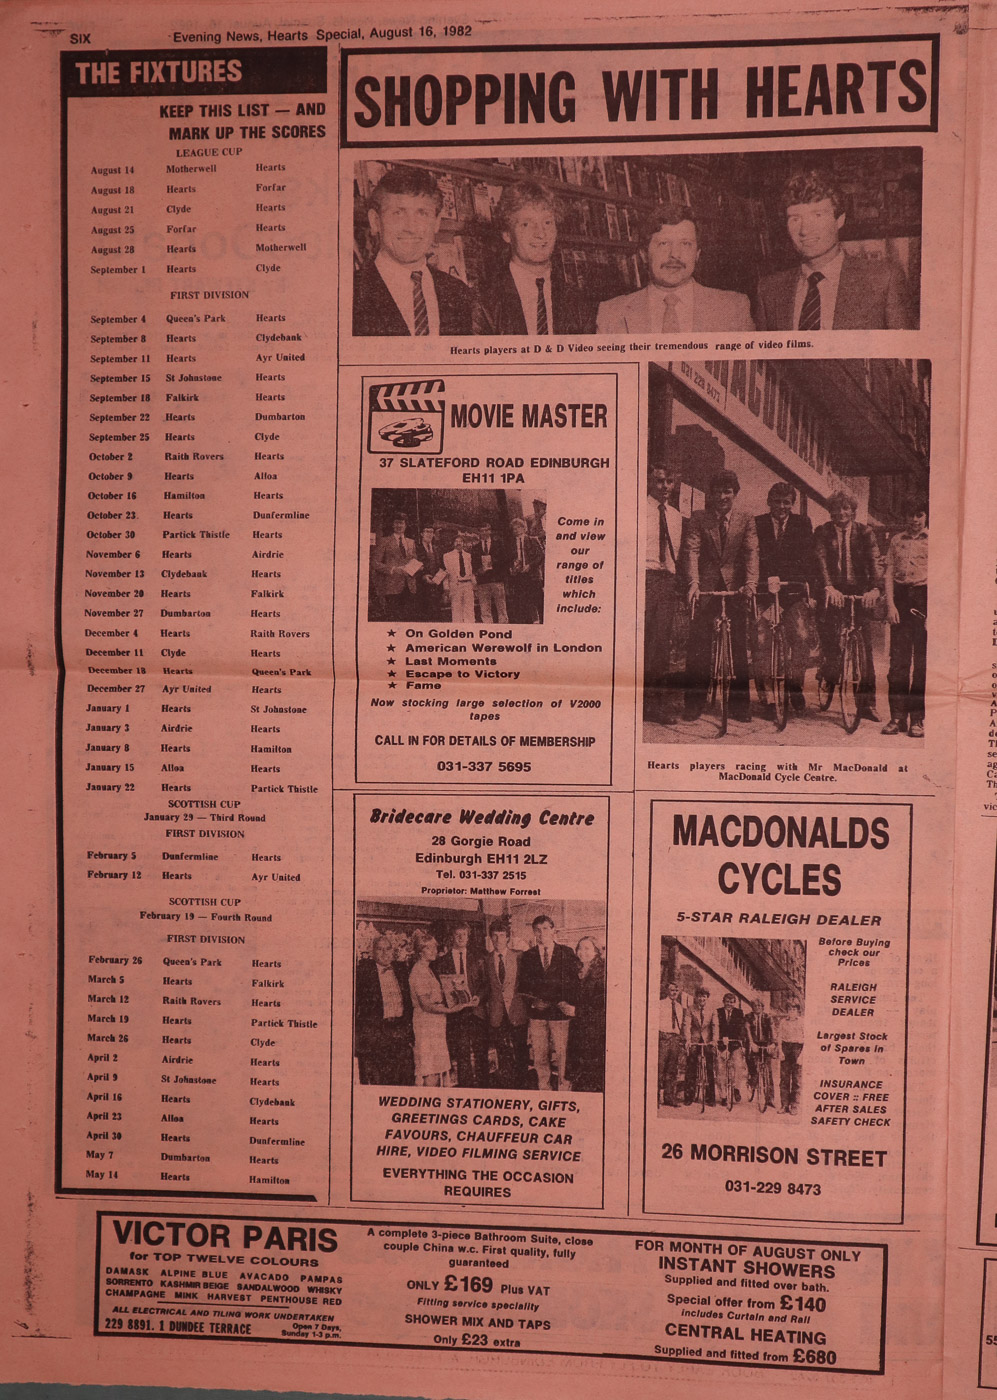 SIX
Evening News, Hearts Special, August 16, 1982
THE FIXTURES
KEEP THIS LIST — AND
MARK UP THE SCORES
LEAGUE CUP
August 14 Motherwell Hearts
August 18 Hearts Forfar
August 21 Clyde Hearts
August 25 Forfar Hearts
August 28 Hearts Motherwell
September 1 Hearts Clyde
FIRST DIVISION
September 4 Queen's Park Hearts
September 8 Hearts Clydebank
September 11 Hearts Ayr United
September 15 St Johnstone Hearts
September 18 Falkirk Hearts
September 22 Hearts Dumbarton
September 25 Hearts Clyde
October 2 Raith Rovers Hearts
October 9 Hearts Alloa
October 16 Hamilton Hearts
October 23 Hearts Dunfermline
October 30 Partick Thistle Hearts
November 6 Hearts Airdrie
November 13 Clydebank Hearts
November 20 Hearts Falkirk
November 27 Dumbarton Hearts
December 4 Hearts Raith Rovers
December 11 Clyde Hearts
December 18 Hearts Queen's Park
December 27 Ayr United Hearts
January 1 Hearts St Johnstone
January 3 Airdrie Hearts
January 8 Hearts Hamilton
January 15 Alloa Hearts
January 22 Hearts Partick Thistle
SCOTTISH CUP
January 29 — Third Round
FIRST DIVISION
February 5 Dunfermline Hearts
February 12 Hearts Ayr United
SCOTTISH CUP
February 19 — Fourth Round
FIRST DIVISION
February 26 Queen's Park Hearts
March 5 Hearts Falkirk
March 12 Raith Rovers Hearts
March 19 Hearts Partick Thistle
March 26 Hearts Clyde
April 2 Airdrie Hearts
April 9 St Johnstone Hearts
April 16 Hearts Clydebank
April 23 Alloa Hearts
April 30 Hearts Dunfermline
May 7 Dumbarton Hearts
May 14 Hearts Hamilton
SHOPPING WITH HEARTS
Hearts players at D & D Video seeing their tremendous range of video films.
MOVIE MASTER
37 SLATEFORD ROAD EDINBURGH
EH11 1PA
Come in
and view
our
range of
titles
which
include:
★ On Golden Pond
★ American Werewolf in London
★ Last Moments
★ Escape to Victory
★ Fame
Now stocking large selection of V2000
tapes
CALL IN FOR DETAILS OF MEMBERSHIP
031-337 5695
031 229 8473
Hearts players racing with Mr MacDonald at
MacDonald Cycle Centre.
Bridecare Wedding Centre
28 Gorgie Road
Edinburgh EH11 2LZ
Tel. 031-337 2515
Proprietor: Matthew Forrest
WEDDING STATIONERY, GIFTS,
GREETINGS CARDS, CAKE
FAVOURS, CHAUFFEUR CAR
HIRE, VIDEO FILMING SERVICE
EVERYTHING THE OCCASION
REQUIRES
MACDONALDS
CYCLES
5-STAR RALEIGH DEALER
Before Buying
check our
Prices
RALEIGH
SERVICE
DEALER
Largest Stock
of Spares in
Town
INSURANCE
COVER :: FREE
AFTER SALES
SAFETY CHECK
26 MORRISON STREET
031-229 8473
VICTOR PARIS
for TOP TWELVE COLOURS
DAMASK ALPINE BLUE AVACADO PAMPAS
SORRENTO KASHMIR BEIGE SANDALWOOD WHISKY
CHAMPAGNE MINK HARVEST PENTHOUSE RED
ALL ELECTRICAL AND TILING WORK UNDERTAKEN
229 8891. 1 DUNDEE TERRACE
Open 7 Days,
Sunday 1-3 p.m.
A complete 3-piece Bathroom Suite, close
couple China w.c. First quality, fully
guaranteed
ONLY £169 Plus VAT
Fitting service speciality
SHOWER MIX AND TAPS
Only £23 extra
FOR MONTH OF AUGUST ONLY
INSTANT SHOWERS
Supplied and fitted over bath.
Special offer from £140
includes Curtain and Rail
CENTRAL HEATING
Supplied and fitted from £680